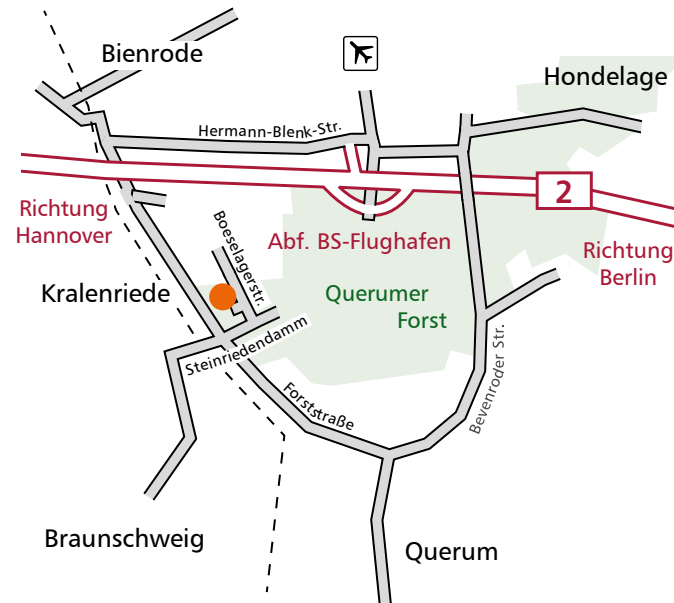 Bienrode
Hondelage
Hermann-Blenk-Str.
2
Richtung
Hannover
Boeselagerstr.
Abf. BS-Flughafen
Richtung
Berlin
Kralenriede
Querumer
Forst
Steinriedendamm
Bevenroder Str.
Forststraße
Braunschweig
Querum